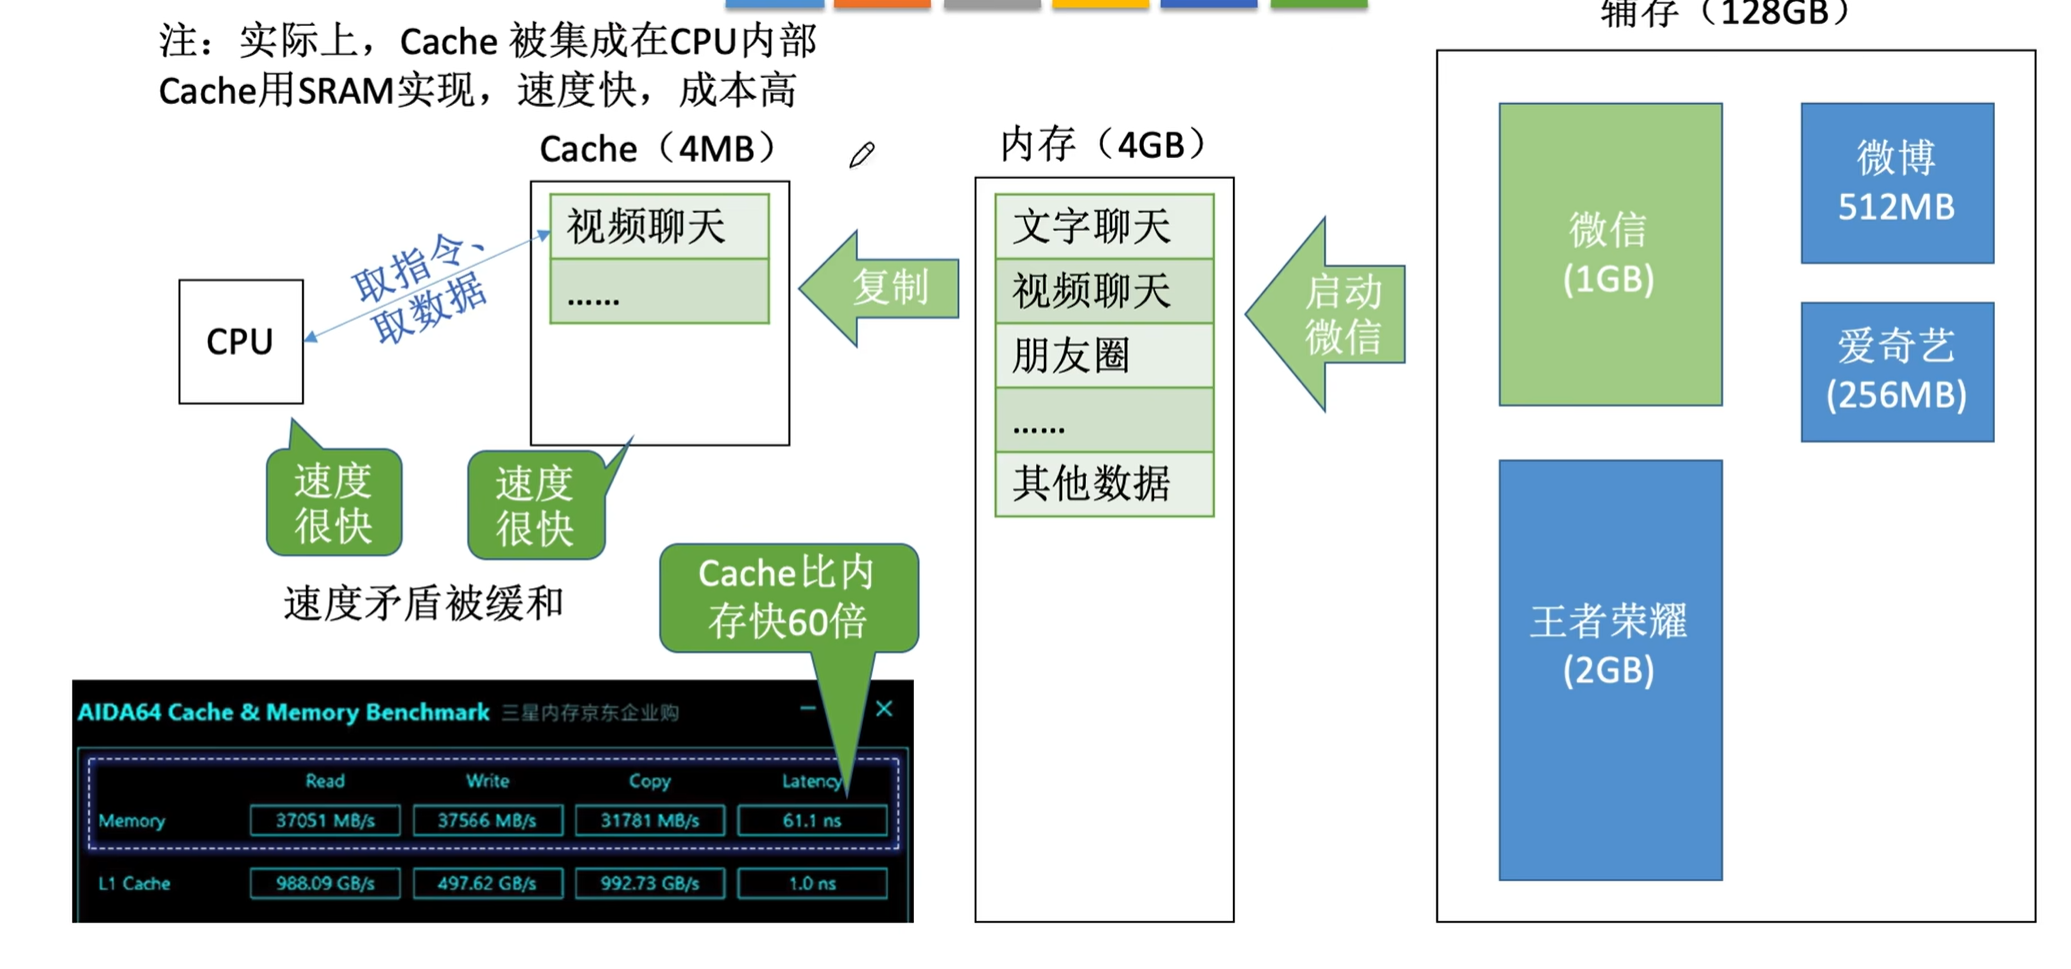 辅存（128GB）
注：实际上，Cache 被集成在CPU内部
Cache用SRAM实现，速度快，成本高
Cache（4MB）
内存（4GB）
视频聊天
......
取指令、
取数据
CPU
复制
文字聊天
视频聊天
朋友圈
......
其他数据
启动
微信
微信
(1GB)
微博
512MB
爱奇艺
(256MB)
王者荣耀
(2GB)
速度
很快
速度
很快
速度矛盾被缓和
Cache比内
存快60倍
AIDA64 Cache & Memory Benchmark 三星内存京东企业购
Read Write Copy Latency
Memory 37051 MB/s 37566 MB/s 31781 MB/s 61.1 ns
L1 Cache 988.09 GB/s 497.62 GB/s 992.73 GB/s 1.0 ns